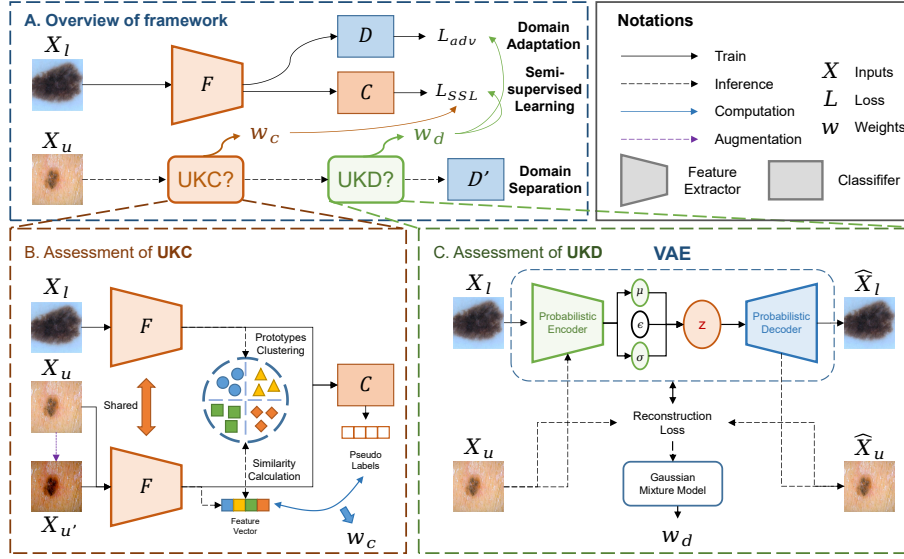 A. Overview of framework
X_l
F
D
L_adv
Domain
Adaptation
C
L_SSL
Semi-
supervised
Learning
w_c
w_d
X_u
UKC?
UKD?
D'
Domain
Separation
Notations
Train
Inference
Computation
Augmentation
X Inputs
L Loss
w Weights
Feature
Extractor
Classififer
B. Assessment of UKC
X_l
F
Prototypes
Clustering
X_u
Shared
C
Pseudo
Labels
Similarity
Calculation
F
X_u'
Feature
Vector
w_c
C. Assessment of UKD
VAE
X_l
Probabilistic
Encoder
μ
ϵ
σ
z
Probabilistic
Decoder
X̂_l
Reconstruction
Loss
X_u
X̂_u
Gaussian
Mixture Model
w_d